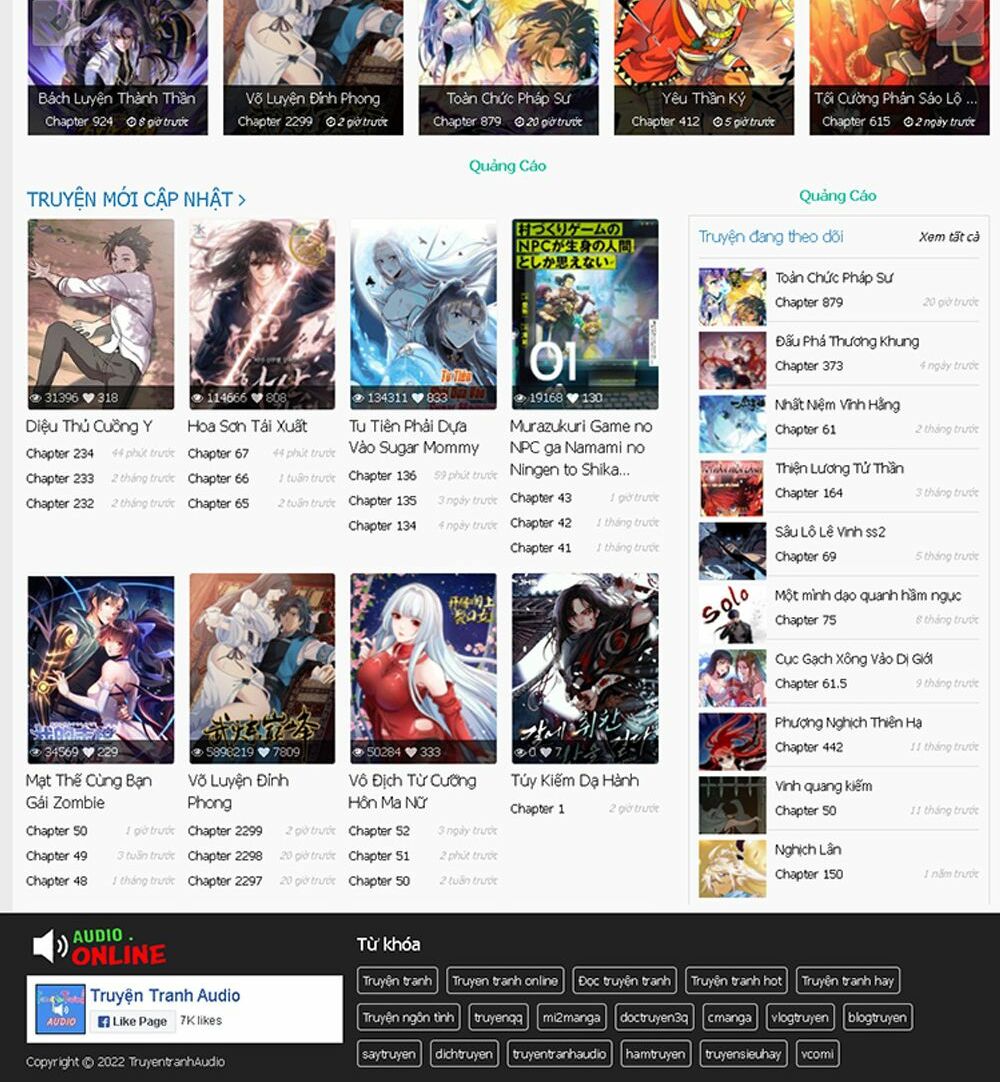 Bách Luyện Thành Thần
Chapter 924 8 giờ trước
Võ Luyện Đỉnh Phong
Chapter 2299 2 giờ trước
Toàn Chức Pháp Sư
Chapter 879 20 giờ trước
Yêu Thần Ký
Chapter 412 5 giờ trước
Tối Cường Phản Sáo Lộ ...
Chapter 615 2 ngày trước
Quảng Cáo
TRUYỆN MỚI CẬP NHẬT >
村づくりゲームの
NPCが生身の人間
としか思えない
01
31396 318
114666 808
134311 833
19168 130
Diệu Thủ Cuồng Y
Chapter 234 44 phút trước
Chapter 233 2 tháng trước
Chapter 232 2 tháng trước
Hoa Sơn Tái Xuất
Chapter 67 44 phút trước
Chapter 66 1 tuần trước
Chapter 65 2 tuần trước
Tu Tiên Phải Dựa
Vào Sugar Mommy
Chapter 136 59 phút trước
Chapter 135 3 ngày trước
Chapter 134 4 ngày trước
Murazukuri Game no
NPC ga Namami no
Ningen to Shika...
Chapter 43 1 giờ trước
Chapter 42 1 tháng trước
Chapter 41 1 tháng trước
34569 229
5898219 7809
50284 333
0 7
Mạt Thế Cùng Bạn
Gái Zombie
Chapter 50 1 giờ trước
Chapter 49 3 tuần trước
Chapter 48 1 tháng trước
Võ Luyện Đỉnh
Phong
Chapter 2299 2 giờ trước
Chapter 2298 20 giờ trước
Chapter 2297 20 giờ trước
Vô Địch Từ Cưỡng
Hôn Ma Nữ
Chapter 52 3 ngày trước
Chapter 51 2 phút trước
Chapter 50 2 tuần trước
Túy Kiếm Dạ Hành
Chapter 1 2 giờ trước
Quảng Cáo
Truyện đang theo dõi Xem tất cả
Toàn Chức Pháp Sư
Chapter 879 20 giờ trước
Đấu Phá Thương Khung
Chapter 373 4 ngày trước
Nhất Niệm Vĩnh Hằng
Chapter 61 2 tháng trước
Thiện Lương Tử Thần
Chapter 164 3 tháng trước
Sâu Lô Lê Vinh ss2
Chapter 69 5 tháng trước
Solo
Một mình dạo quanh hầm ngục
Chapter 75 8 tháng trước
Cục Gạch Xông Vào Dị Giới
Chapter 61.5 9 tháng trước
Phượng Nghịch Thiên Hạ
Chapter 442 11 tháng trước
Vinh quang kiếm
Chapter 50 11 tháng trước
Nghịch Lân
Chapter 150 1 năm trước
AUDIO .
ONLINE
AUDIO
Truyện Tranh Audio
Like Page 7K likes
Copyright © 2022 TruyentranhAudio
Từ khóa
Truyện tranh Truyen tranh online Đọc truyện tranh Truyện tranh hot Truyện tranh hay
Truyện ngôn tình truyenqq mi2manga doctruyen3q cmanga vlogtruyen blogtruyen
saytruyen dichtruyen truyentranhaudio hamtruyen truyensieuhay vcomi